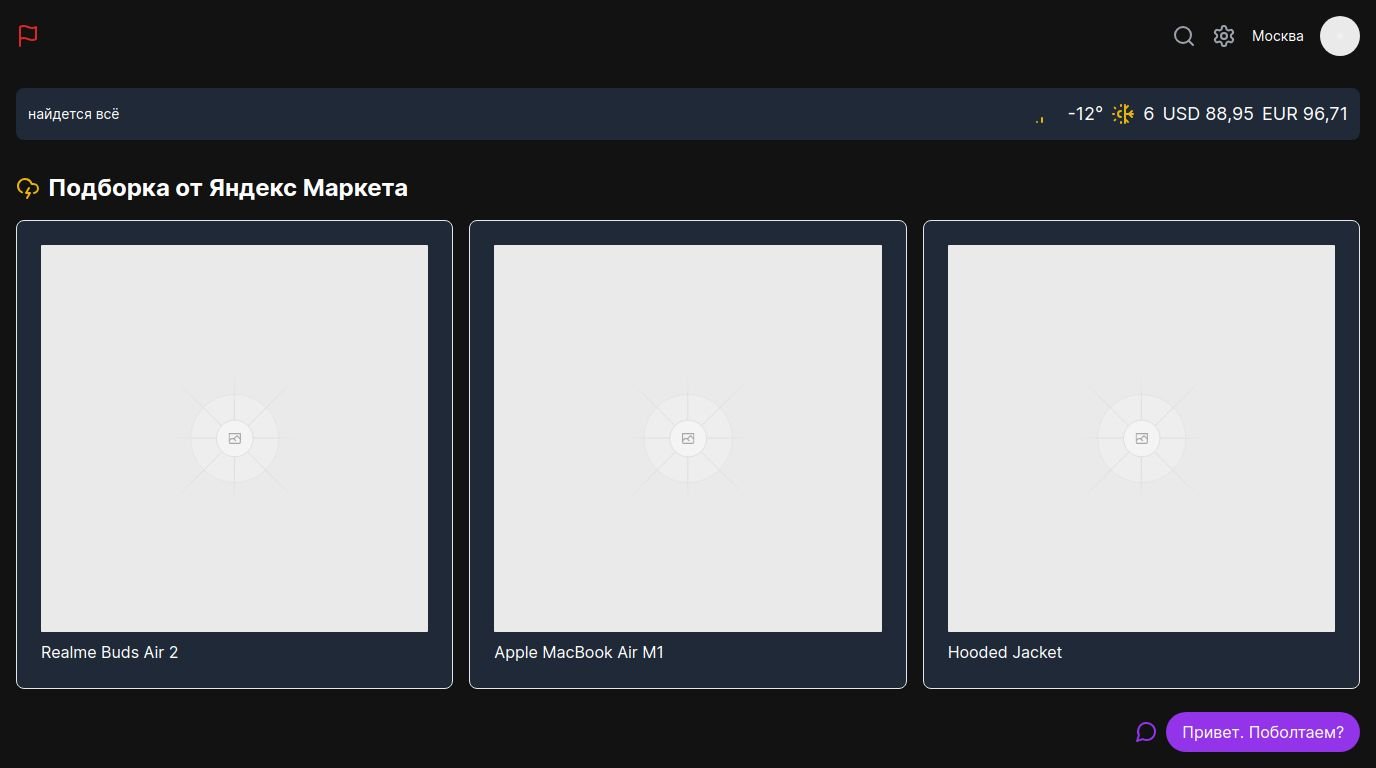 Москва
найдется всё
-12° 6 USD 88,95 EUR 96,71
Подборка от Яндекс Маркета
Realme Buds Air 2
Apple MacBook Air M1
Hooded Jacket
Привет. Поболтаем?